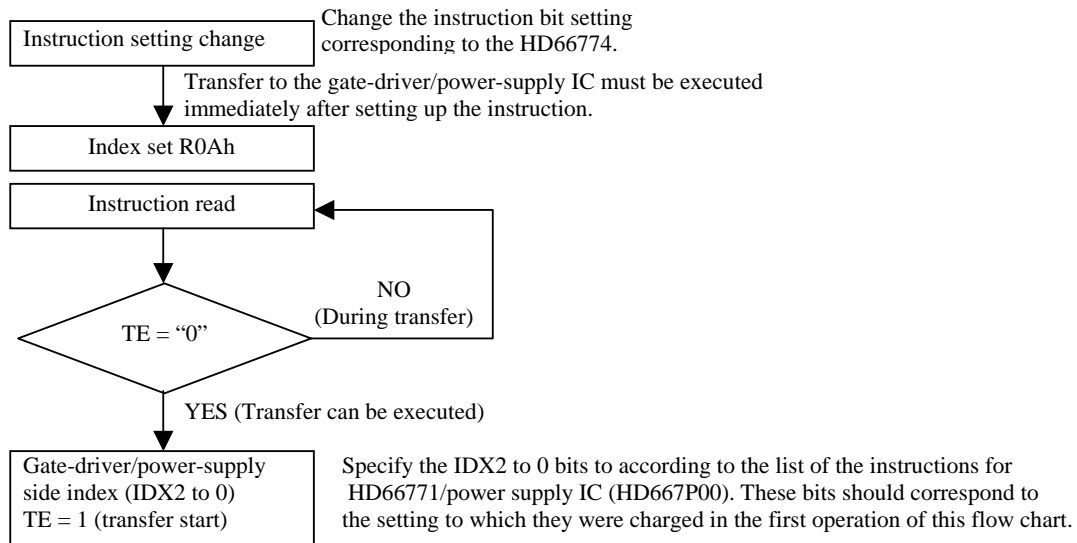 Instruction setting change
Change the instruction bit setting
corresponding to the HD66774.
Transfer to the gate-driver/power-supply IC must be executed
immediately after setting up the instruction.
Index set R0Ah
Instruction read
NO
(During transfer)
TE = “0”
YES (Transfer can be executed)
Gate-driver/power-supply
side index (IDX2 to 0)
TE = 1 (transfer start)
Specify the IDX2 to 0 bits to according to the list of the instructions for
HD66771/power supply IC (HD667P00). These bits should correspond to
the setting to which they were charged in the first operation of this flow chart.